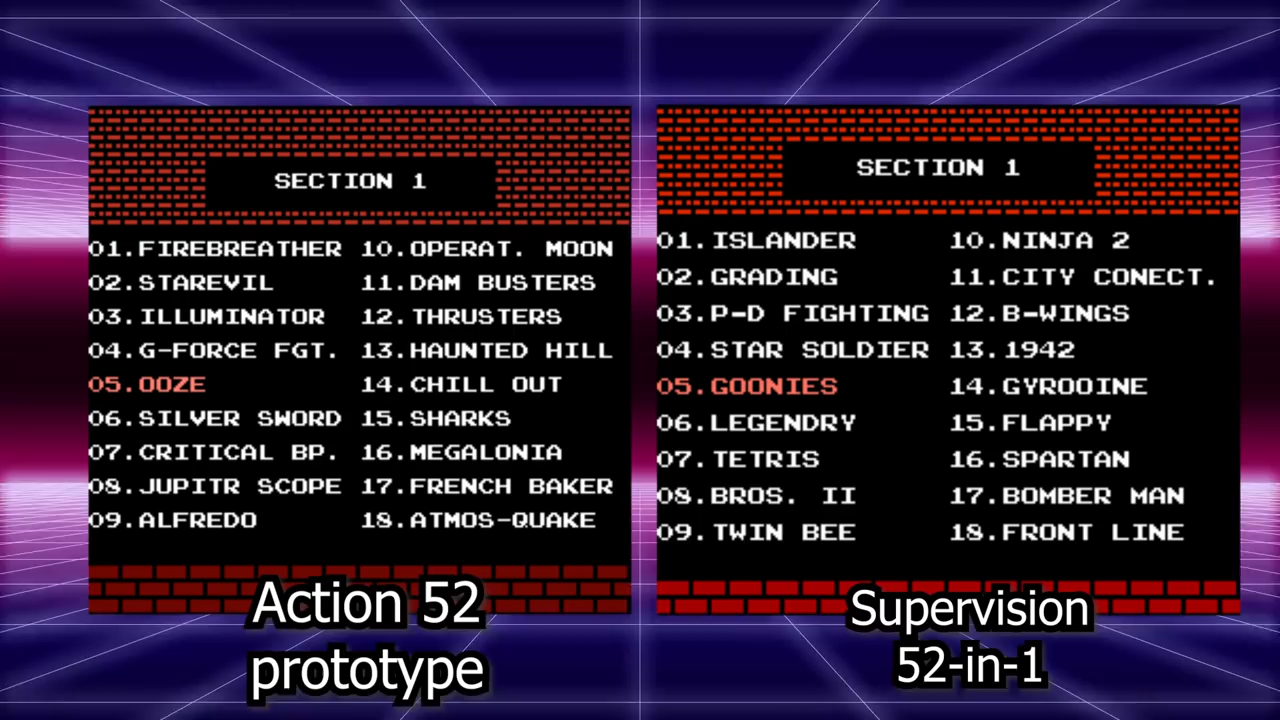 SECTION 1
01.FIREBREATHER 10.OPERAT. MOON
02.STAREVIL 11.DAM BUSTERS
03.ILLUMINATOR 12.THRUSTERS
04.G-FORCE FGT. 13.HAUNTED HILL
05.OOZE 14.CHILL OUT
06.SILVER SWORD 15.SHARKS
07.CRITICAL BP. 16.MEGALONIA
08.JUPITR SCOPE 17.FRENCH BAKER
09.ALFREDO 18.ATMOS-QUAKE
Action 52
prototype
SECTION 1
01.ISLANDER 10.NINJA 2
02.GRADING 11.CITY CONECT.
03.P-D FIGHTING 12.B-WINGS
04.STAR SOLDIER 13.1942
05.GOONIES 14.GYROOINE
06.LEGENDRY 15.FLAPPY
07.TETRIS 16.SPARTAN
08.BROS. II 17.BOMBER MAN
09.TWIN BEE 18.FRONT LINE
Supervision
52-in-1